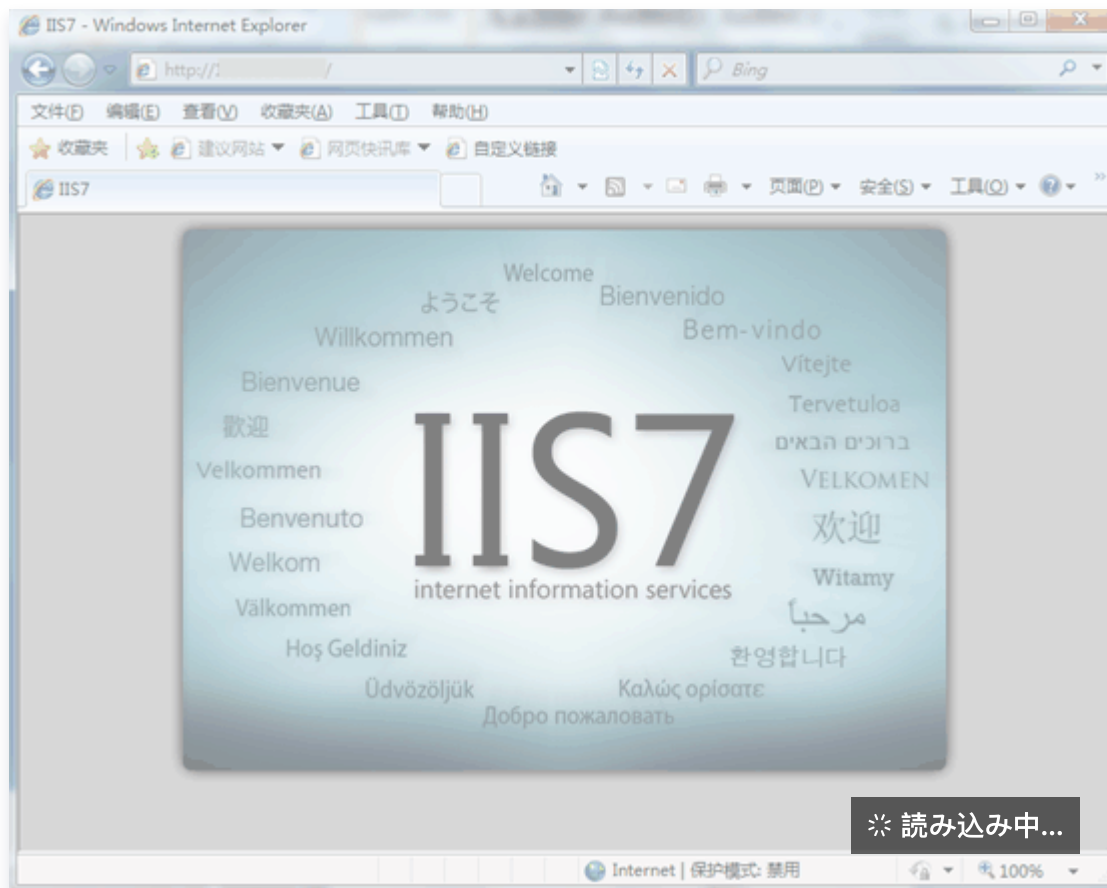 IIS7 - Windows Internet Explorer
http:// /
Bing
文件(F) 编辑(E) 查看(V) 收藏夹(A) 工具(T) 帮助(H)
收藏夹 建议网站 网页快讯库 自定义链接
IIS7 页面(P) 安全(S) 工具(O)
Welcome
ようこそ
Bienvenido
Willkommen
Bem-vindo
Vítejte
Bienvenue
Tervetuloa
歡迎
ברוכים הבאים
Velkommen
VELKOMEN
Benvenuto
欢迎
Welkom
Witamy
Välkommen
مرحباً
Hoş Geldiniz
환영합니다
Üdvözöljük
Καλώς ορίσατε
Добро пожаловать
IIS7
internet information services
読み込み中...
Internet | 保护模式: 禁用
100%